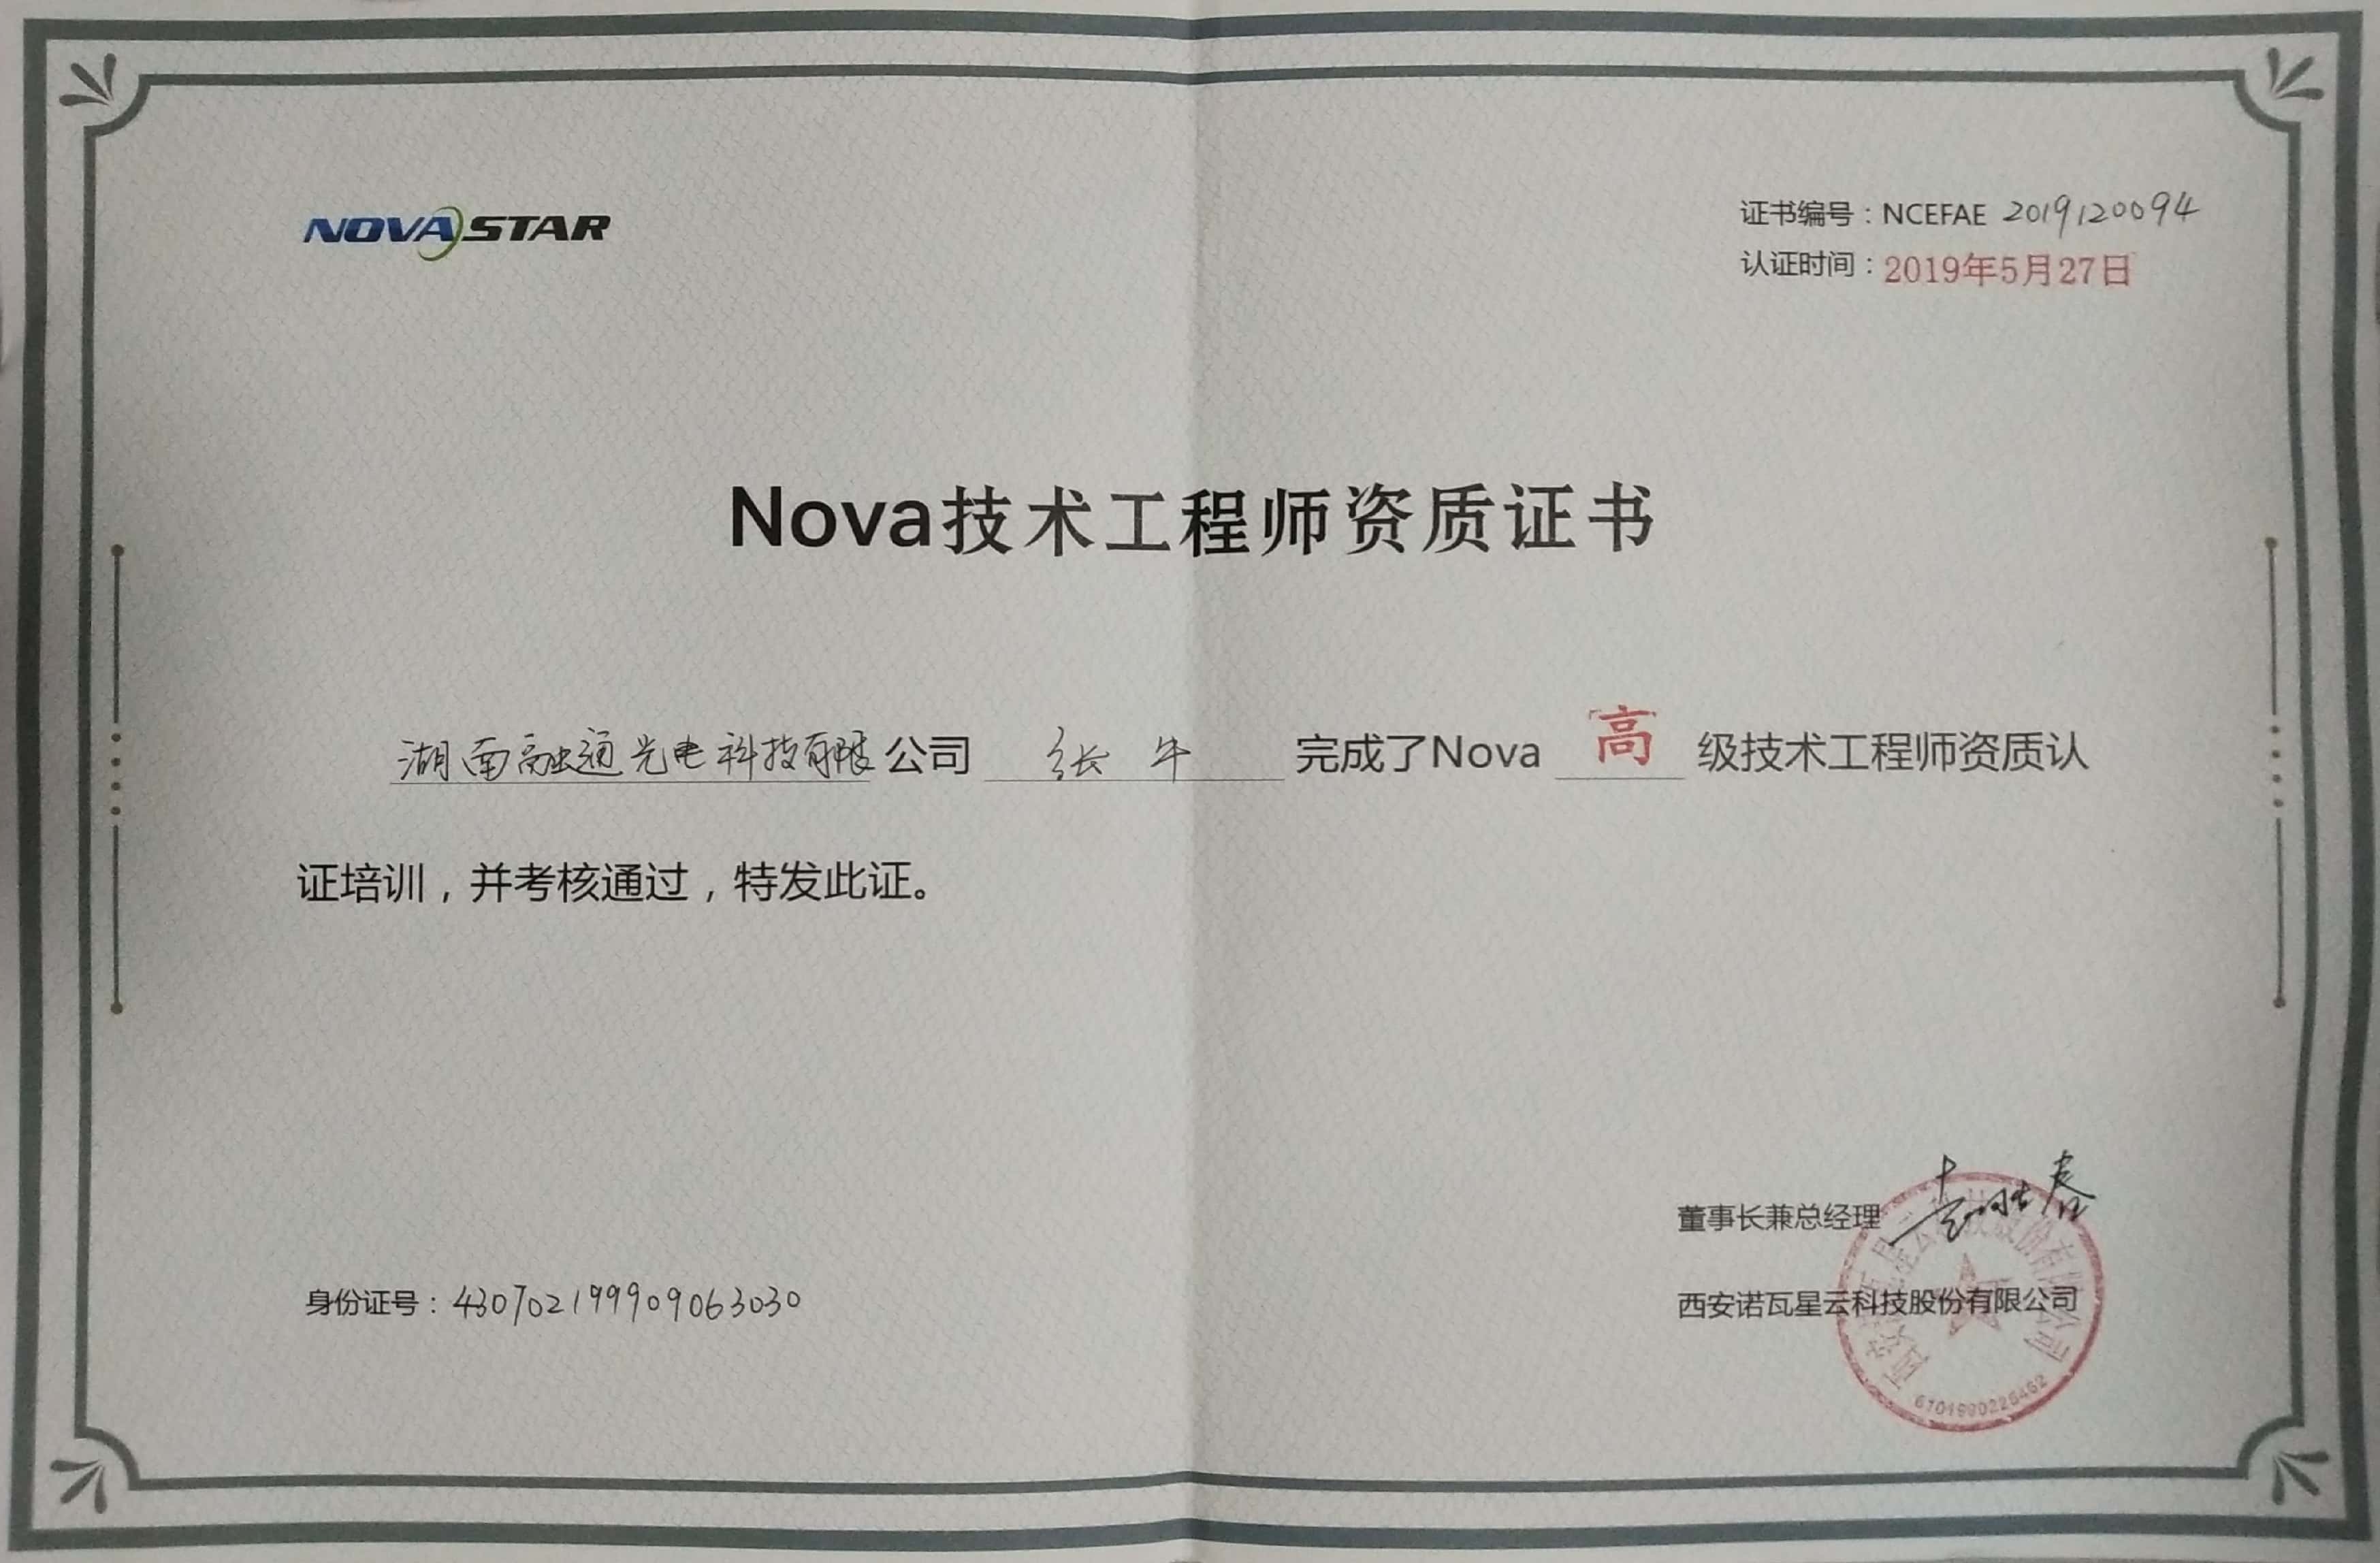 NOVASTAR
证书编号：NCEFAE 2019120094
认证时间：2019年5月27日
Nova技术工程师资质证书
湖南融通光电科技有限公司 张牛 完成了Nova 高 级技术工程师资质认
证培训，并考核通过，特发此证。
董事长兼总经理
身份证号：430702199909063030
西安诺瓦星云科技股份有限公司